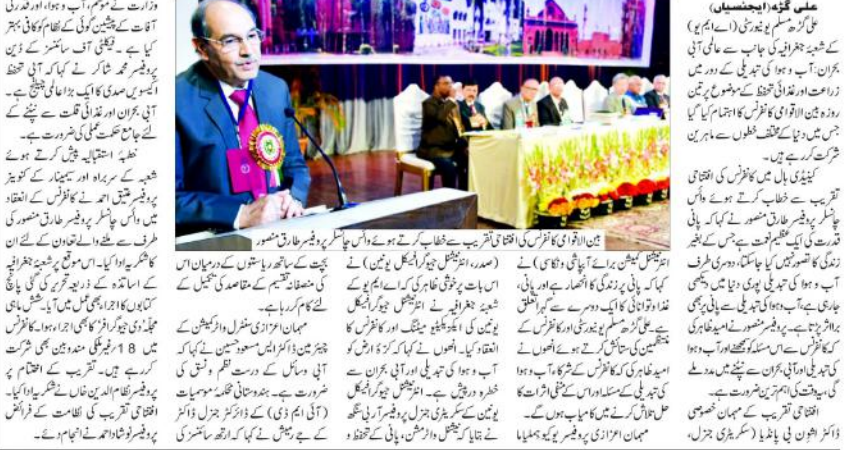 علی گڑھ (ایجنسیاں)
علی گڑھ مسلم یونیورسٹی (اے ایم یو)
کے شعبۂ جغرافیہ کی جانب سے عالمی آبی
بحران: آب و ہوا کی تبدیلی کے دور میں
زراعت اور غذائی تحفظ کے موضوع پر تین
روزہ بین الاقوامی کانفرنس کا اہتمام کیا گیا
جس میں دنیا کے مختلف خطوں سے ماہرین
شرکت کر رہے ہیں۔
کینیڈی ہال میں کانفرنس کی افتتاحی
تقریب سے خطاب کرتے ہوئے وائس
چانسلر پروفیسر طارق منصور نے کہا کہ پانی
قدرت کی ایک عظیم نعمت ہے جس کے بغیر
زندگی کا تصور نہیں کیا جاسکتا، دوسری طرف
آب و ہوا کی تبدیلی پوری دنیا میں دیکھی
جارہی ہے، آب و ہوا کی تبدیلی سے پانی پر بھی
برا اثر پڑتا ہے۔ پروفیسر منصور نے امید ظاہر کی
کہ کانفرنس سے اس مسئلہ کو سمجھنے اور آب و ہوا
کی تبدیلی اور آبی بحران سے نپٹنے میں مدد ملے
گی، یہ وقت کی اہم ترین ضرورت ہے۔
افتتاحی تقریب کے مہمان خصوصی
ڈاکٹر اشون بی پانڈیا (سکریٹری جنرل،
بین الاقوامی کانفرنس کی افتتاحی تقریب سے خطاب کرتے ہوئے وائس چانسلر پروفیسر طارق منصور
انٹرنیشنل کمیشن برائے آبپاشی و نکاسی) نے
کہا کہ پانی پر زندگی کا انحصار ہے اور پانی،
غذا و توانائی کا ایک دوسرے سے گہرا تعلق
ہے۔ علی گڑھ مسلم یونیورسٹی اور کانفرنس کے
منتظمین کی ستائش کرتے ہوئے انھوں نے
امید ظاہر کی کہ کانفرنس کے شرکاء آب و ہوا
کی تبدیلی کے مسئلہ اور اس کے منفی اثرات کا
حل تلاش کرنے میں کامیاب ہوں گے۔
مہمان اعزازی پروفیسر یوکیو ہمیلیا ما
(صدر، انٹرنیشنل جیوگرافیکل یونین) نے
اس بات پر خوشی ظاہر کی کہ اے ایم یو کے
شعبۂ جغرافیہ نے انٹرنیشنل جیوگرافیکل
یونین کی ایگزیکیٹیو میٹنگ اور کانفرنس کا
انعقاد کیا۔ انھوں نے کہا کہ کرۂ ارض کو
آب و ہوا کی تبدیلی اور آبی بحران سے
خطرہ درپیش ہے۔ انٹرنیشنل جیوگرافیکل
یونین کے سکریٹری جنرل پروفیسر آر بی سنگھ
نے بتایا کہ نیشنل واٹر مشن، پانی کے تحفظ و
بچت کے ساتھ ریاستوں کے درمیان اس
کی منصفانہ تقسیم کے مقاصد کی تکمیل کے
لئے کام کر رہا ہے۔
مہمان اعزازی سنٹرل واٹر کمیشن کے
چیئرمین ڈاکٹر ایس مسعود حسین نے کہا کہ
آبی وسائل کے درست نظم و نسق کی
ضرورت ہے۔ ہندوستانی محکمۂ موسمیات
(آئی ایم ڈی) کے ڈائرکٹر جنرل ڈاکٹر
کے جے رمیش نے کہا کہ ارتھ سائنسز کی
وزارت نے موسم، آب و ہوا، اور قدرتی
آفات کے پیشین گوئی کے نظام کو کافی بہتر
کیا ہے۔ فیکلٹی آف سائنسز کے ڈین
پروفیسر محمد شاکر نے کہا کہ آبی تحفظ
اکیسویں صدی کا ایک بڑا عالمی چیلنج ہے۔
آبی بحران اور غذائی قلت سے نپٹنے کے
لئے جامع حکمت عملی کی ضرورت ہے۔
خطبۂ استقبالیہ پیش کرتے ہوئے
شعبہ کے سربراہ اور سیمینار کے کنوینر
پروفیسر عتیق احمد نے کانفرنس کے انعقاد
میں وائس چانسلر پروفیسر طارق منصور کی
طرف سے ملنے والے تعاون کے لئے ان
کا شکریہ ادا کیا۔ اس موقع پر شعبۂ جغرافیہ
کے اساتذہ کے ذریعہ تحریر کی گئی پانچ
کتابوں کا اجراء بھی عمل میں آیا۔ شش ماہی
مجلّہ ’دی جیوگرافر‘ کا بھی اجراء ہوا۔ کانفرنس
میں 18؍غیر ملکی مندوبین بھی شرکت
کر رہے ہیں۔ تقریب کے اختتام پر
پروفیسر نظام الدین خاں نے شکریہ ادا کیا۔
افتتاحی تقریب کی نظامت کے فرائض
پروفیسر نوشاد احمد نے انجام دئے۔